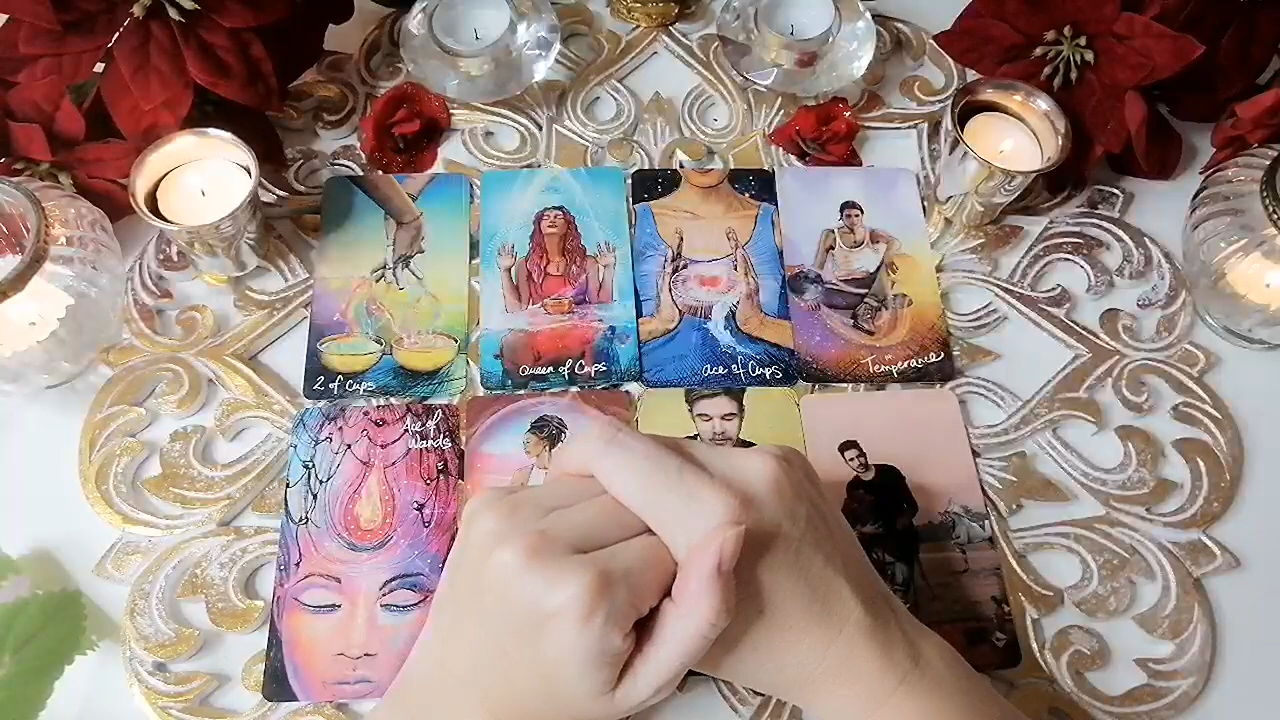 2 of Cups
Queen of Cups
ace of Cups
Temperance
Ace of
Wands